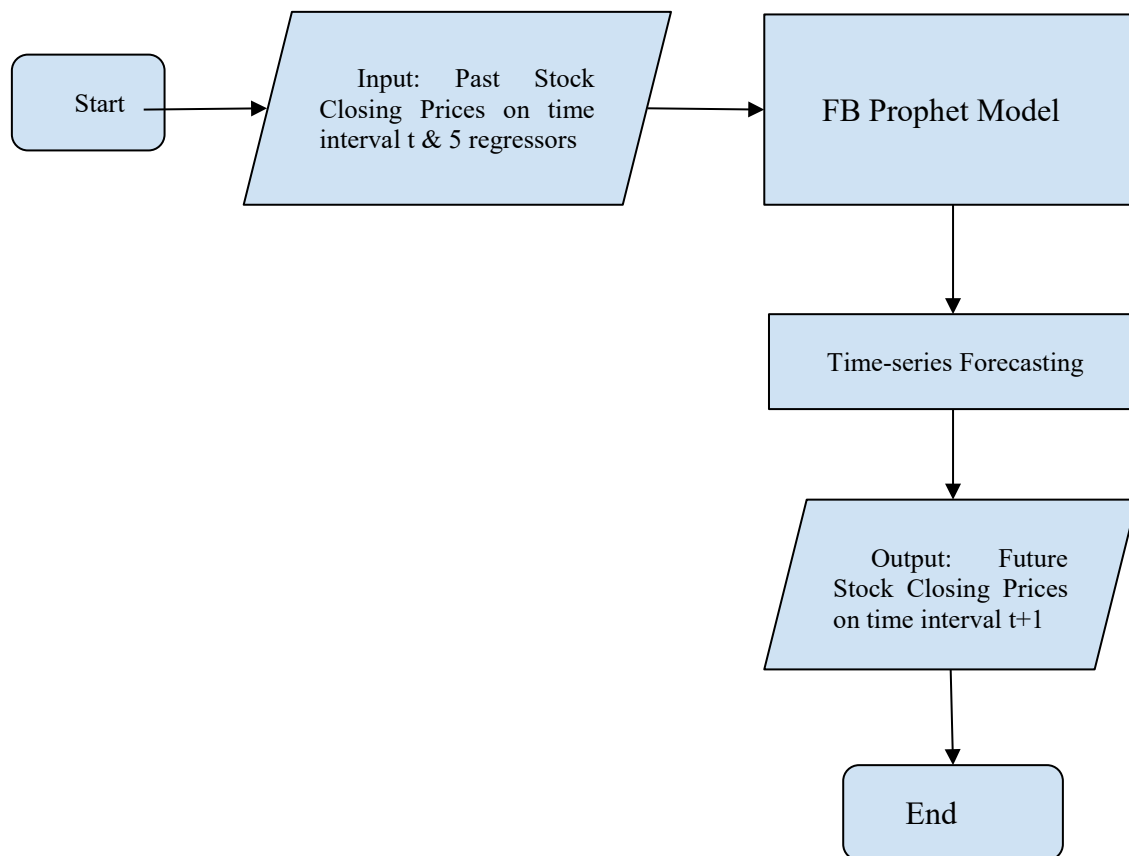 Start
Input: Past Stock
Closing Prices on time
interval t & 5 regressors
FB Prophet Model
Time-series Forecasting
Output: Future
Stock Closing Prices
on time interval t+1
End